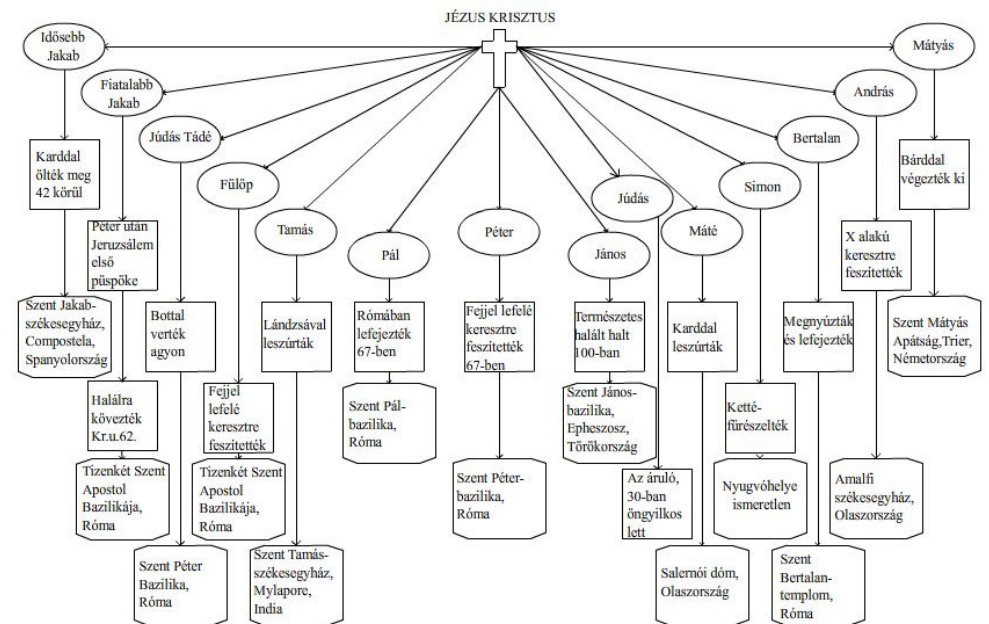 JÉZUS KRISZTUS
Idősebb
Jakab
Karddal
ölték meg
42 körül
Szent Jakab-
székesegyház,
Compostela,
Spanyolország
Fiatalabb
Jakab
Péter után
Jeruzsálem
első
püspöke
Halálra
kövezték
Kr.u.62.
Tizenkét Szent
Apostol
Bazilikája,
Róma
Júdás Tádé
Bottal
verték
agyon
Szent Péter
Bazilika,
Róma
Fülöp
Fejjel
lefelé
keresztre
feszítették
Tizenkét Szent
Apostol
Bazilikája,
Róma
Tamás
Lándzsával
leszúrták
Szent Tamás-
székesegyház,
Mylapore,
India
Pál
Rómában
lefejezték
67-ben
Szent Pál-
bazilika,
Róma
Péter
Fejjel lefelé
keresztre
feszítették
67-ben
Szent Péter-
bazilika,
Róma
János
Természetes
halált halt
100-ban
Szent János-
bazilika,
Epheszosz,
Törökország
Júdás
Az áruló,
30-ban
öngyilkos
lett
Máté
Karddal
leszúrták
Salernói dóm,
Olaszország
Simon
Ketté-
fűrészelték
Nyugvóhelye
ismeretlen
Bertalan
Megnyúzták
és lefejezték
Szent
Bertalan-
templom,
Róma
András
X alakú
keresztre
feszítették
Amalfi
székesegyház,
Olaszország
Mátyás
Bárddal
végezték ki
Szent Mátyás
Apátság,Trier,
Németország